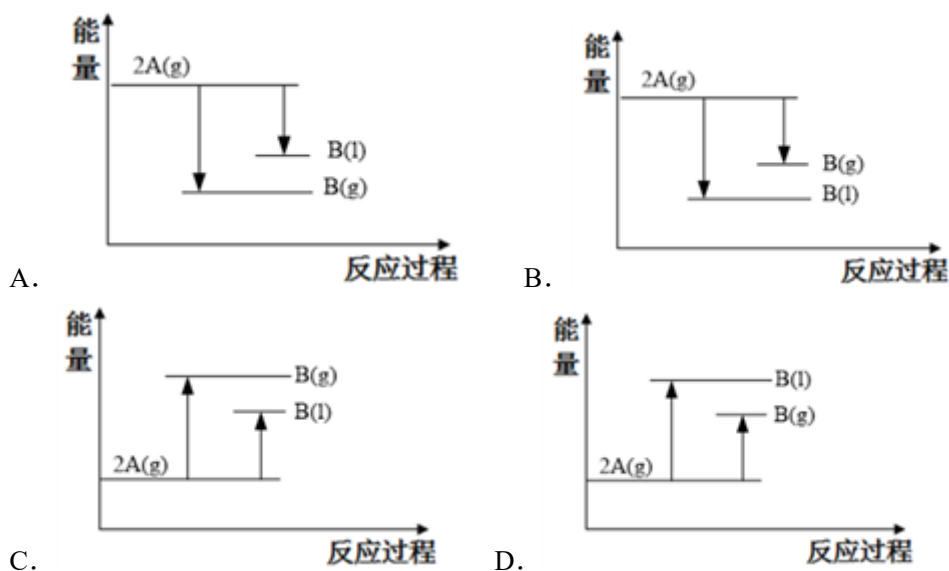 能量
2A(g)
B(l)
B(g)
反应过程
A.
能量
2A(g)
B(g)
B(l)
反应过程
B.
能量
B(g)
B(l)
2A(g)
反应过程
C.
能量
B(l)
B(g)
2A(g)
反应过程
D.